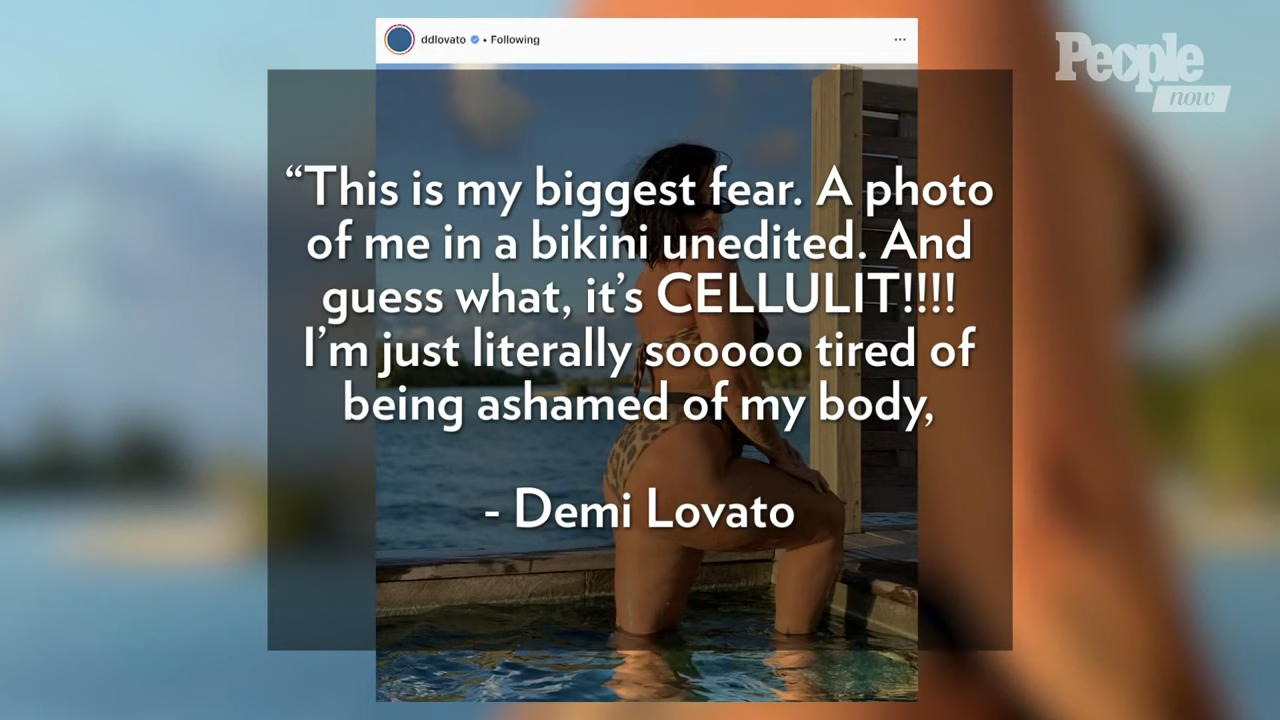 ddlovato • Following
People
now
“This is my biggest fear. A photo
of me in a bikini unedited. And
guess what, it’s CELLULIT!!!!
I’m just literally sooooo tired of
being ashamed of my body,
- Demi Lovato